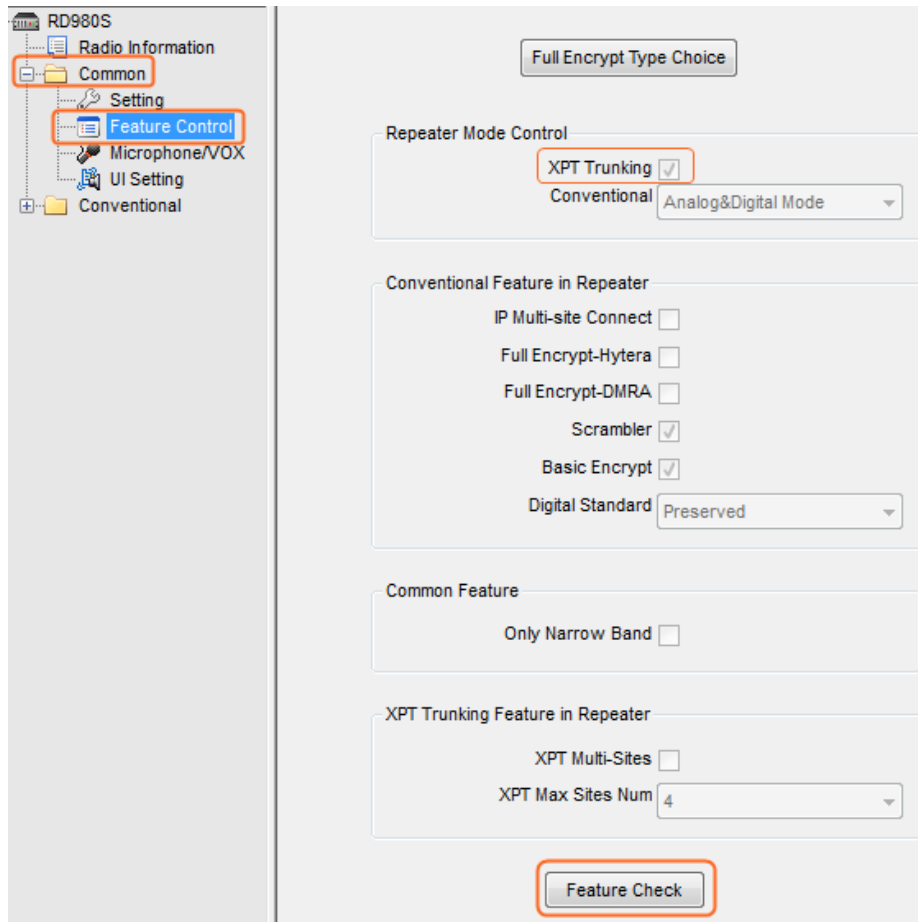 RD980S
Radio Information
Common
Setting
Feature Control
Microphone/VOX
UI Setting
Conventional
Full Encrypt Type Choice
Repeater Mode Control
XPT Trunking
Conventional Analog&Digital Mode
Conventional Feature in Repeater
IP Multi-site Connect
Full Encrypt-Hytera
Full Encrypt-DMRA
Scrambler
Basic Encrypt
Digital Standard Preserved
Common Feature
Only Narrow Band
XPT Trunking Feature in Repeater
XPT Multi-Sites
XPT Max Sites Num 4
Feature Check